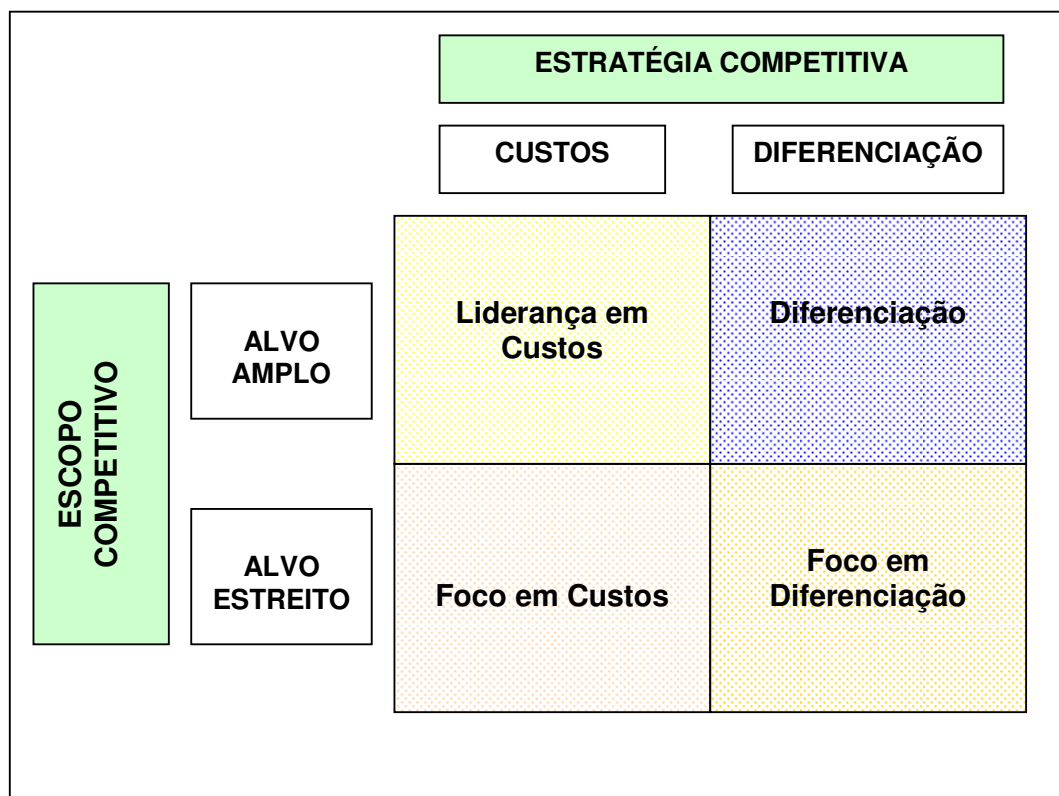 ESTRATÉGIA COMPETITIVA
CUSTOS
DIFERENCIAÇÃO
ESCOPO
COMPETITIVO
ALVO
AMPLO
Liderança em
Custos
Diferenciação
ALVO
ESTREITO
Foco em Custos
Foco em
Diferenciação